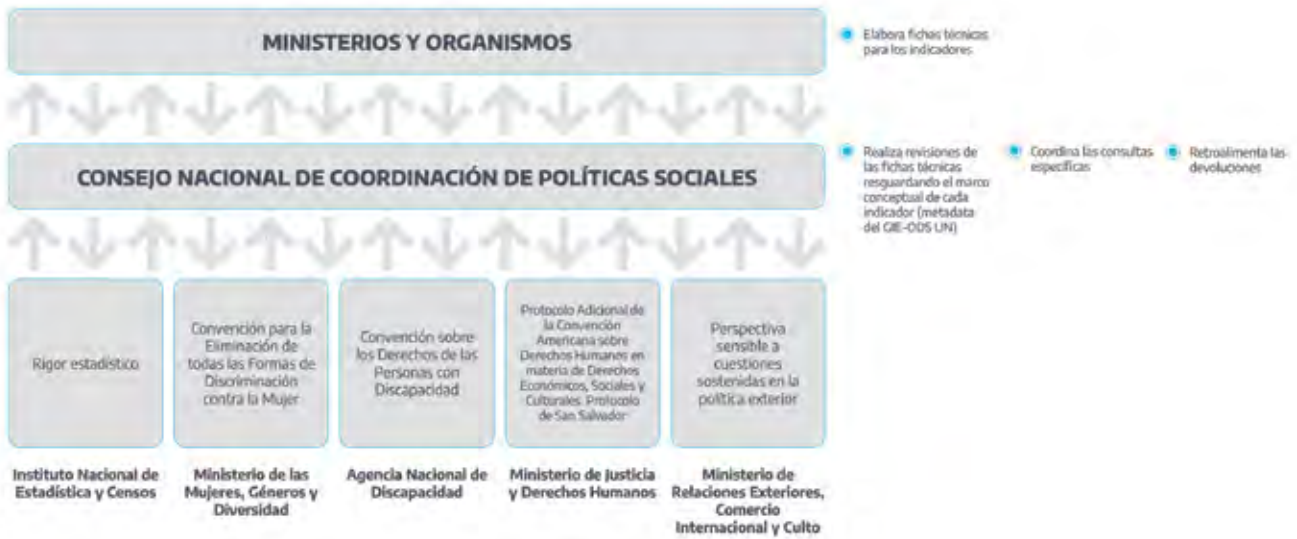 MINISTERIOS Y ORGANISMOS
Elabora fichas técnicas
para los indicadores
CONSEJO NACIONAL DE COORDINACIÓN DE POLÍTICAS SOCIALES
Realiza revisiones de
las fichas técnicas
resguardando el marco
conceptual de cada
indicador (metadata
del GIE-ODS UN)
Coordina las consultas
específicas
Retroalimenta las
devoluciones
Rigor estadístico
Convención para la
Eliminación de
todas las Formas de
Discriminación
contra la Mujer
Convención sobre
los Derechos de las
Personas con
Discapacidad
Protocolo Adicional de
la Convención
Americana sobre
Derechos Humanos en
materia de Derechos
Económicos, Sociales y
Culturales. Protocolo
de San Salvador
Perspectiva
sensible a
cuestiones
sostenidas en la
política exterior
Instituto Nacional de
Estadística y Censos
Ministerio de las
Mujeres, Géneros y
Diversidad
Agencia Nacional de
Discapacidad
Ministerio de Justicia
y Derechos Humanos
Ministerio de
Relaciones Exteriores,
Comercio
Internacional y Culto